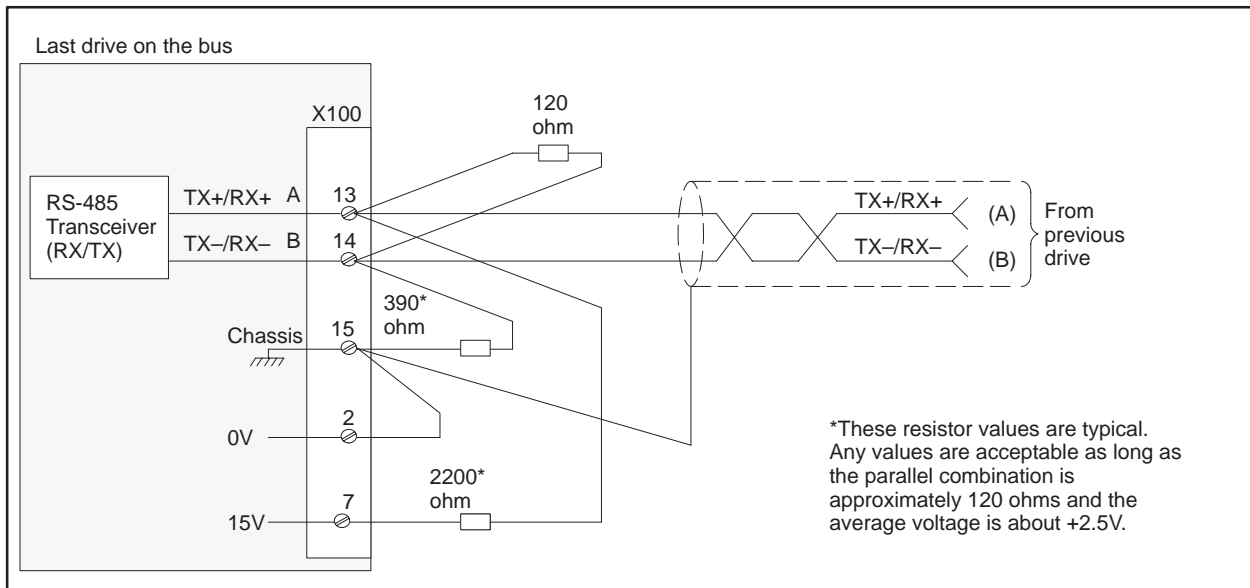 Last drive on the bus
X100
120
ohm
RS-485
Transceiver
(RX/TX)
TX+/RX+ A
13
TX–/RX– B
14
TX+/RX+
(A)
TX–/RX–
(B)
From
previous
drive
390*
ohm
Chassis
15
0V
2
2200*
ohm
15V
7
*These resistor values are typical.
Any values are acceptable as long as
the parallel combination is
approximately 120 ohms and the
average voltage is about +2.5V.